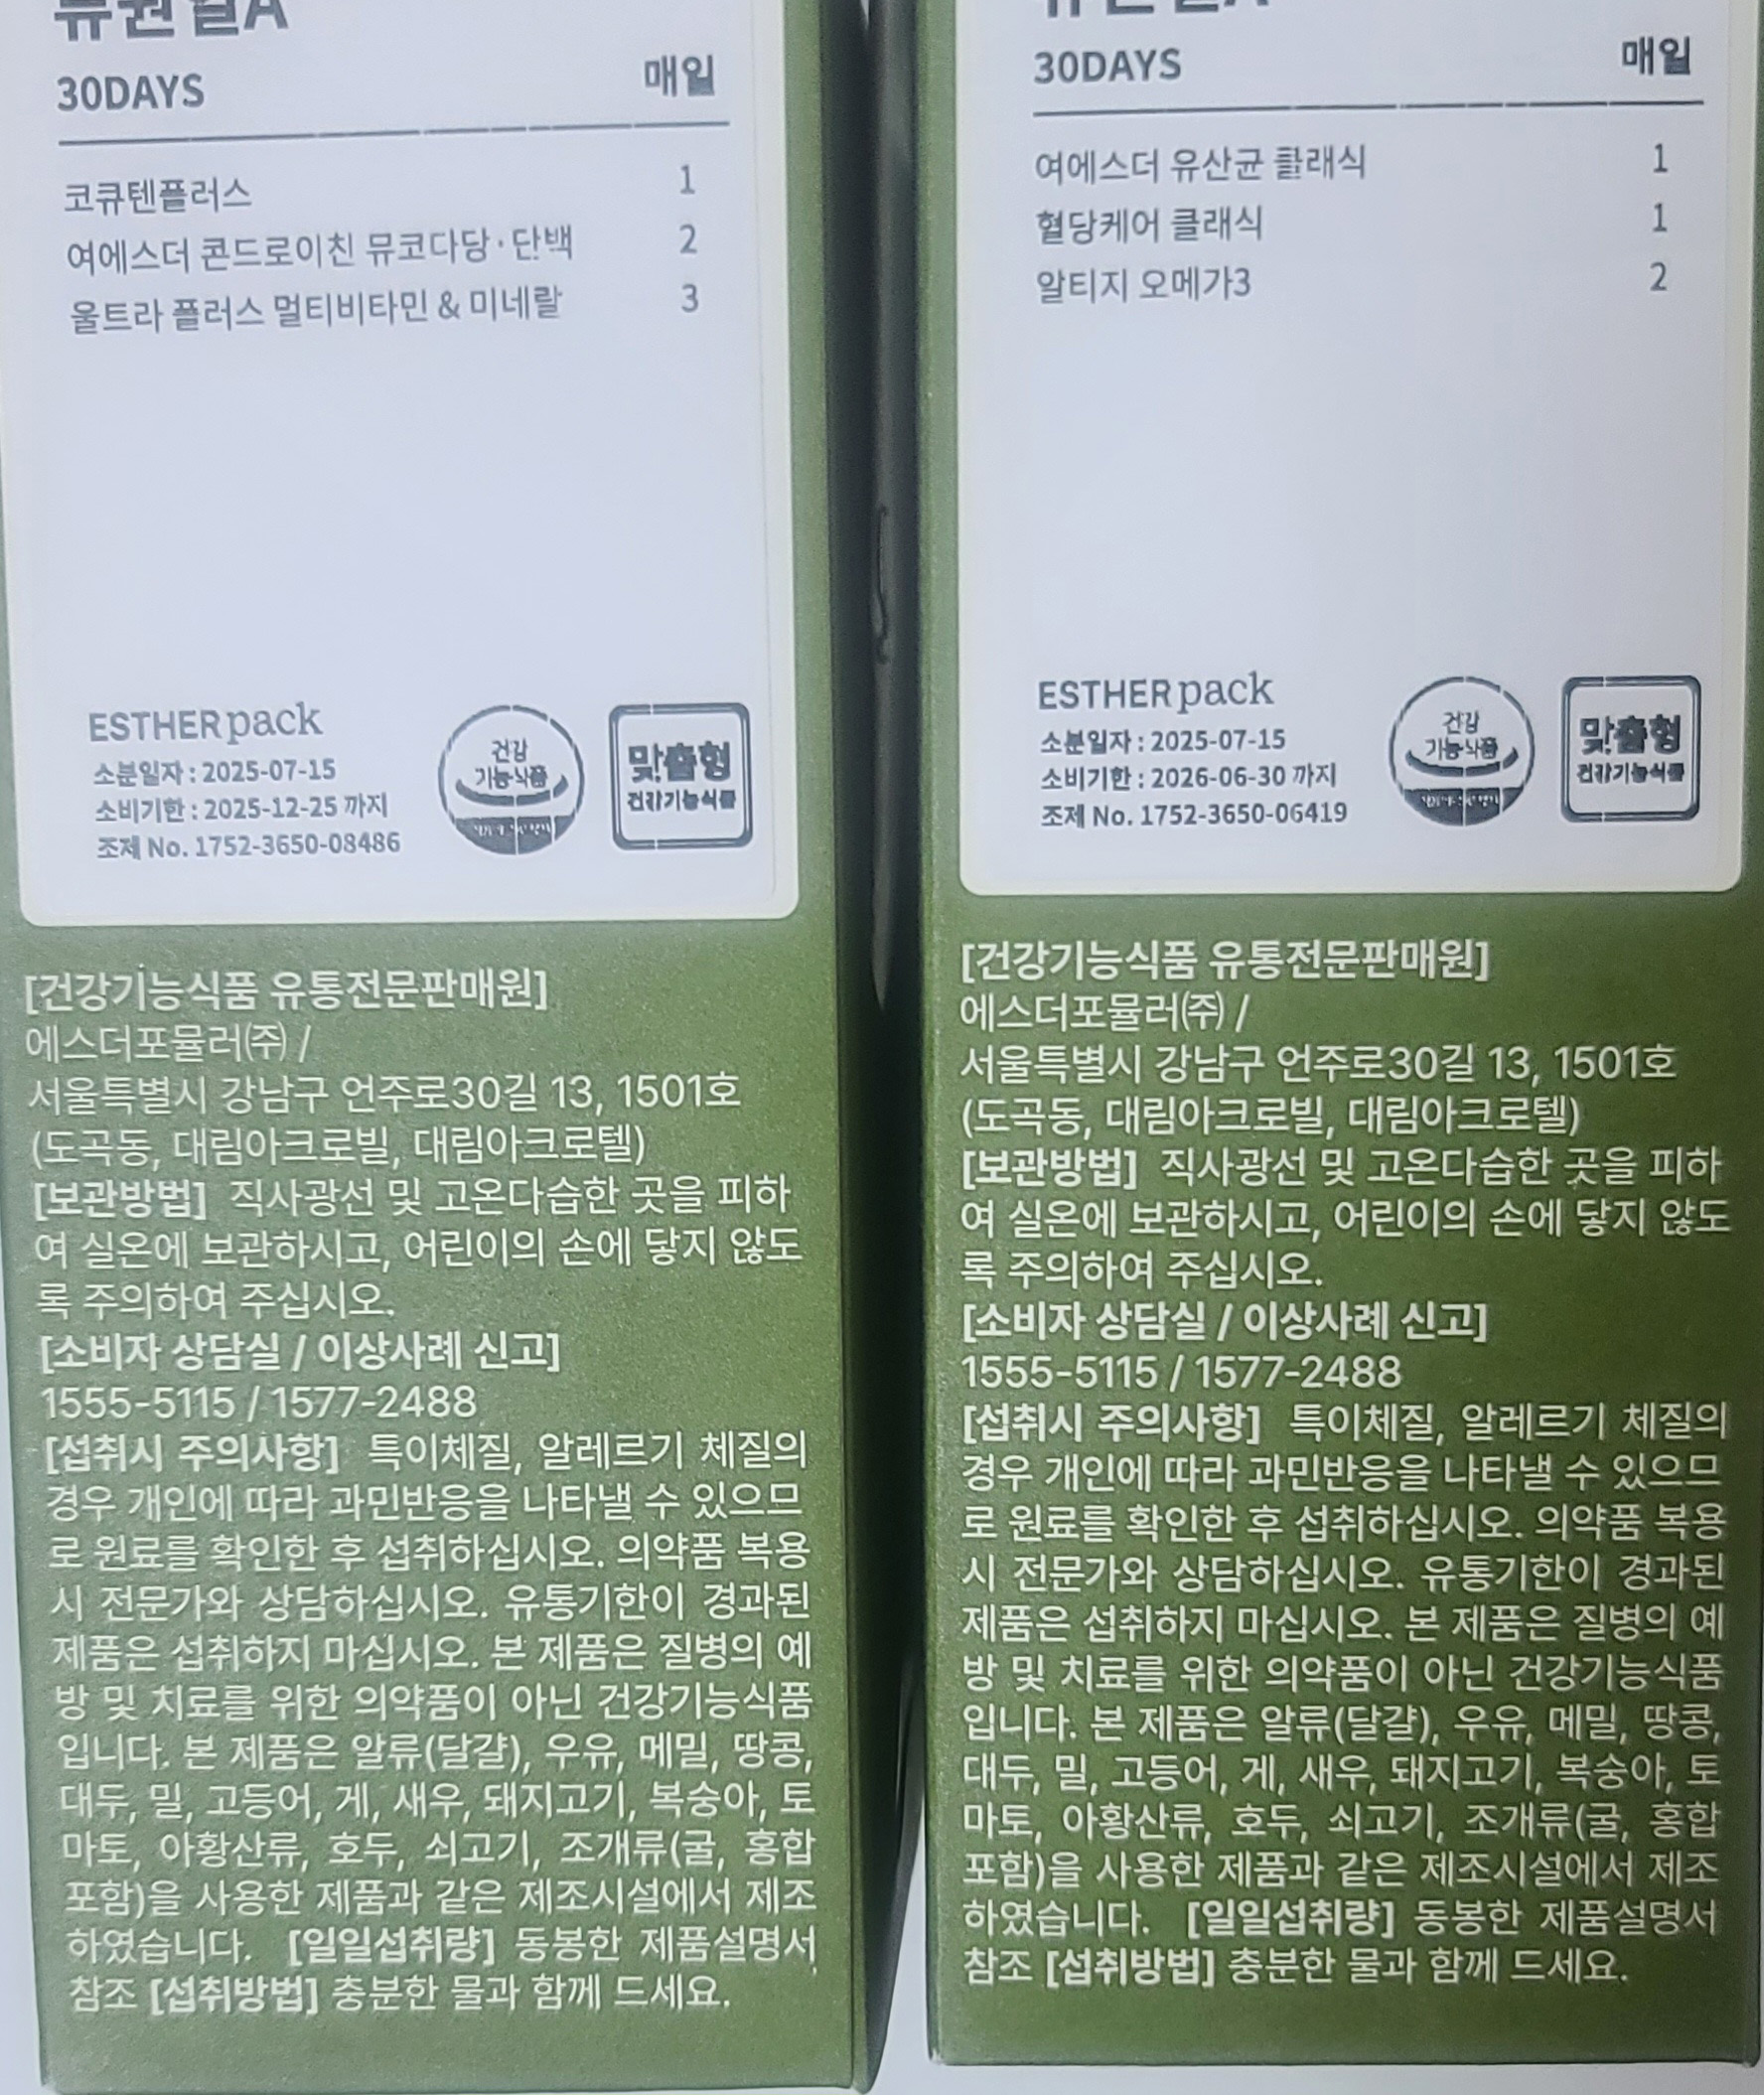 30DAYS 매일
코큐텐플러스 1
여에스더 콘드로이친 뮤코다당·단백 2
울트라 플러스 멀티비타민 & 미네랄 3
ESTHER pack
소분일자 : 2025-07-15
소비기한 : 2025-12-25 까지
조제 No. 1752-3650-08486
건강
기능식품
맞춤형
건강기능식품
[건강기능식품 유통전문판매원]
에스더포뮬러㈜ /
서울특별시 강남구 언주로30길 13, 1501호
(도곡동, 대림아크로빌, 대림아크로텔)
[보관방법] 직사광선 및 고온다습한 곳을 피하
여 실온에 보관하시고, 어린이의 손에 닿지 않도
록 주의하여 주십시오.
[소비자 상담실 / 이상사례 신고]
1555-5115 / 1577-2488
[섭취시 주의사항] 특이체질, 알레르기 체질의
경우 개인에 따라 과민반응을 나타낼 수 있으므
로 원료를 확인한 후 섭취하십시오. 의약품 복용
시 전문가와 상담하십시오. 유통기한이 경과된
제품은 섭취하지 마십시오. 본 제품은 질병의 예
방 및 치료를 위한 의약품이 아닌 건강기능식품
입니다. 본 제품은 알류(달걀), 우유, 메밀, 땅콩,
대두, 밀, 고등어, 게, 새우, 돼지고기, 복숭아, 토
마토, 아황산류, 호두, 쇠고기, 조개류(굴, 홍합
포함)을 사용한 제품과 같은 제조시설에서 제조
하였습니다. [일일섭취량] 동봉한 제품설명서
참조 [섭취방법] 충분한 물과 함께 드세요.
30DAYS 매일
여에스더 유산균 클래식 1
혈당케어 클래식 1
알티지 오메가3 2
ESTHER pack
소분일자 : 2025-07-15
소비기한 : 2026-06-30 까지
조제 No. 1752-3650-06419
건강
기능식품
맞춤형
건강기능식품
[건강기능식품 유통전문판매원]
에스더포뮬러㈜ /
서울특별시 강남구 언주로30길 13, 1501호
(도곡동, 대림아크로빌, 대림아크로텔)
[보관방법] 직사광선 및 고온다습한 곳을 피하
여 실온에 보관하시고, 어린이의 손에 닿지 않도
록 주의하여 주십시오.
[소비자 상담실 / 이상사례 신고]
1555-5115 / 1577-2488
[섭취시 주의사항] 특이체질, 알레르기 체질의
경우 개인에 따라 과민반응을 나타낼 수 있으므
로 원료를 확인한 후 섭취하십시오. 의약품 복용
시 전문가와 상담하십시오. 유통기한이 경과된
제품은 섭취하지 마십시오. 본 제품은 질병의 예
방 및 치료를 위한 의약품이 아닌 건강기능식품
입니다. 본 제품은 알류(달걀), 우유, 메밀, 땅콩,
대두, 밀, 고등어, 게, 새우, 돼지고기, 복숭아, 토
마토, 아황산류, 호두, 쇠고기, 조개류(굴, 홍합
포함)을 사용한 제품과 같은 제조시설에서 제조
하였습니다. [일일섭취량] 동봉한 제품설명서
참조 [섭취방법] 충분한 물과 함께 드세요.